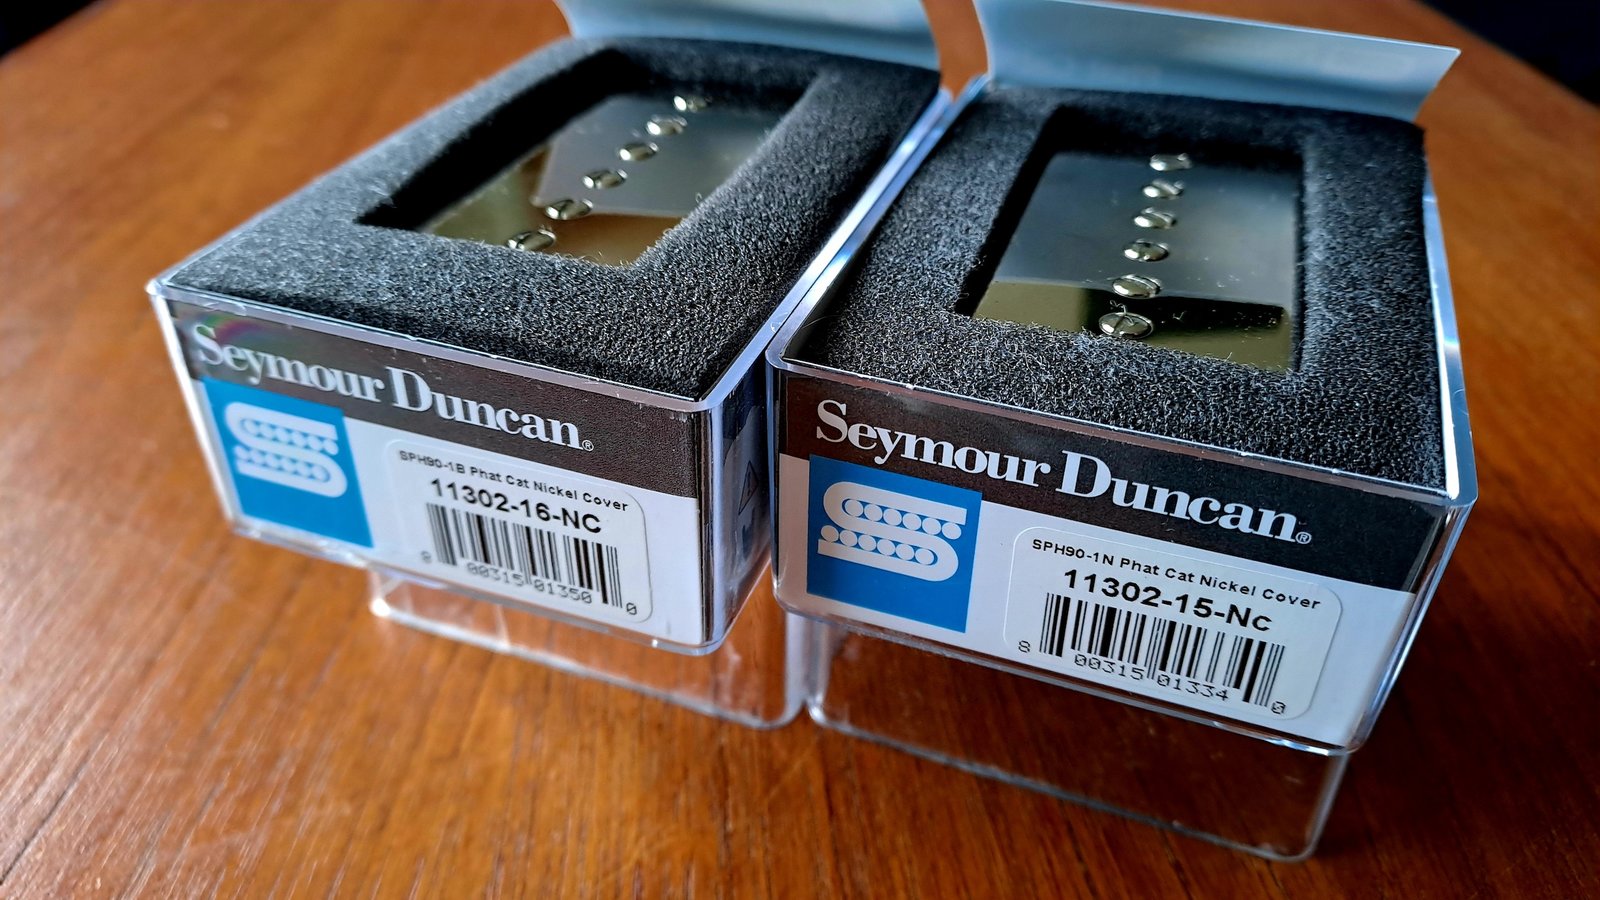 Seymour Duncan®
SPH90-1B Phat Cat Nickel Cover
11302-16-NC
8 00315 01350 0
Seymour Duncan®
SPH90-1N Phat Cat Nickel Cover
11302-15-Nc
8 00315 01334 0